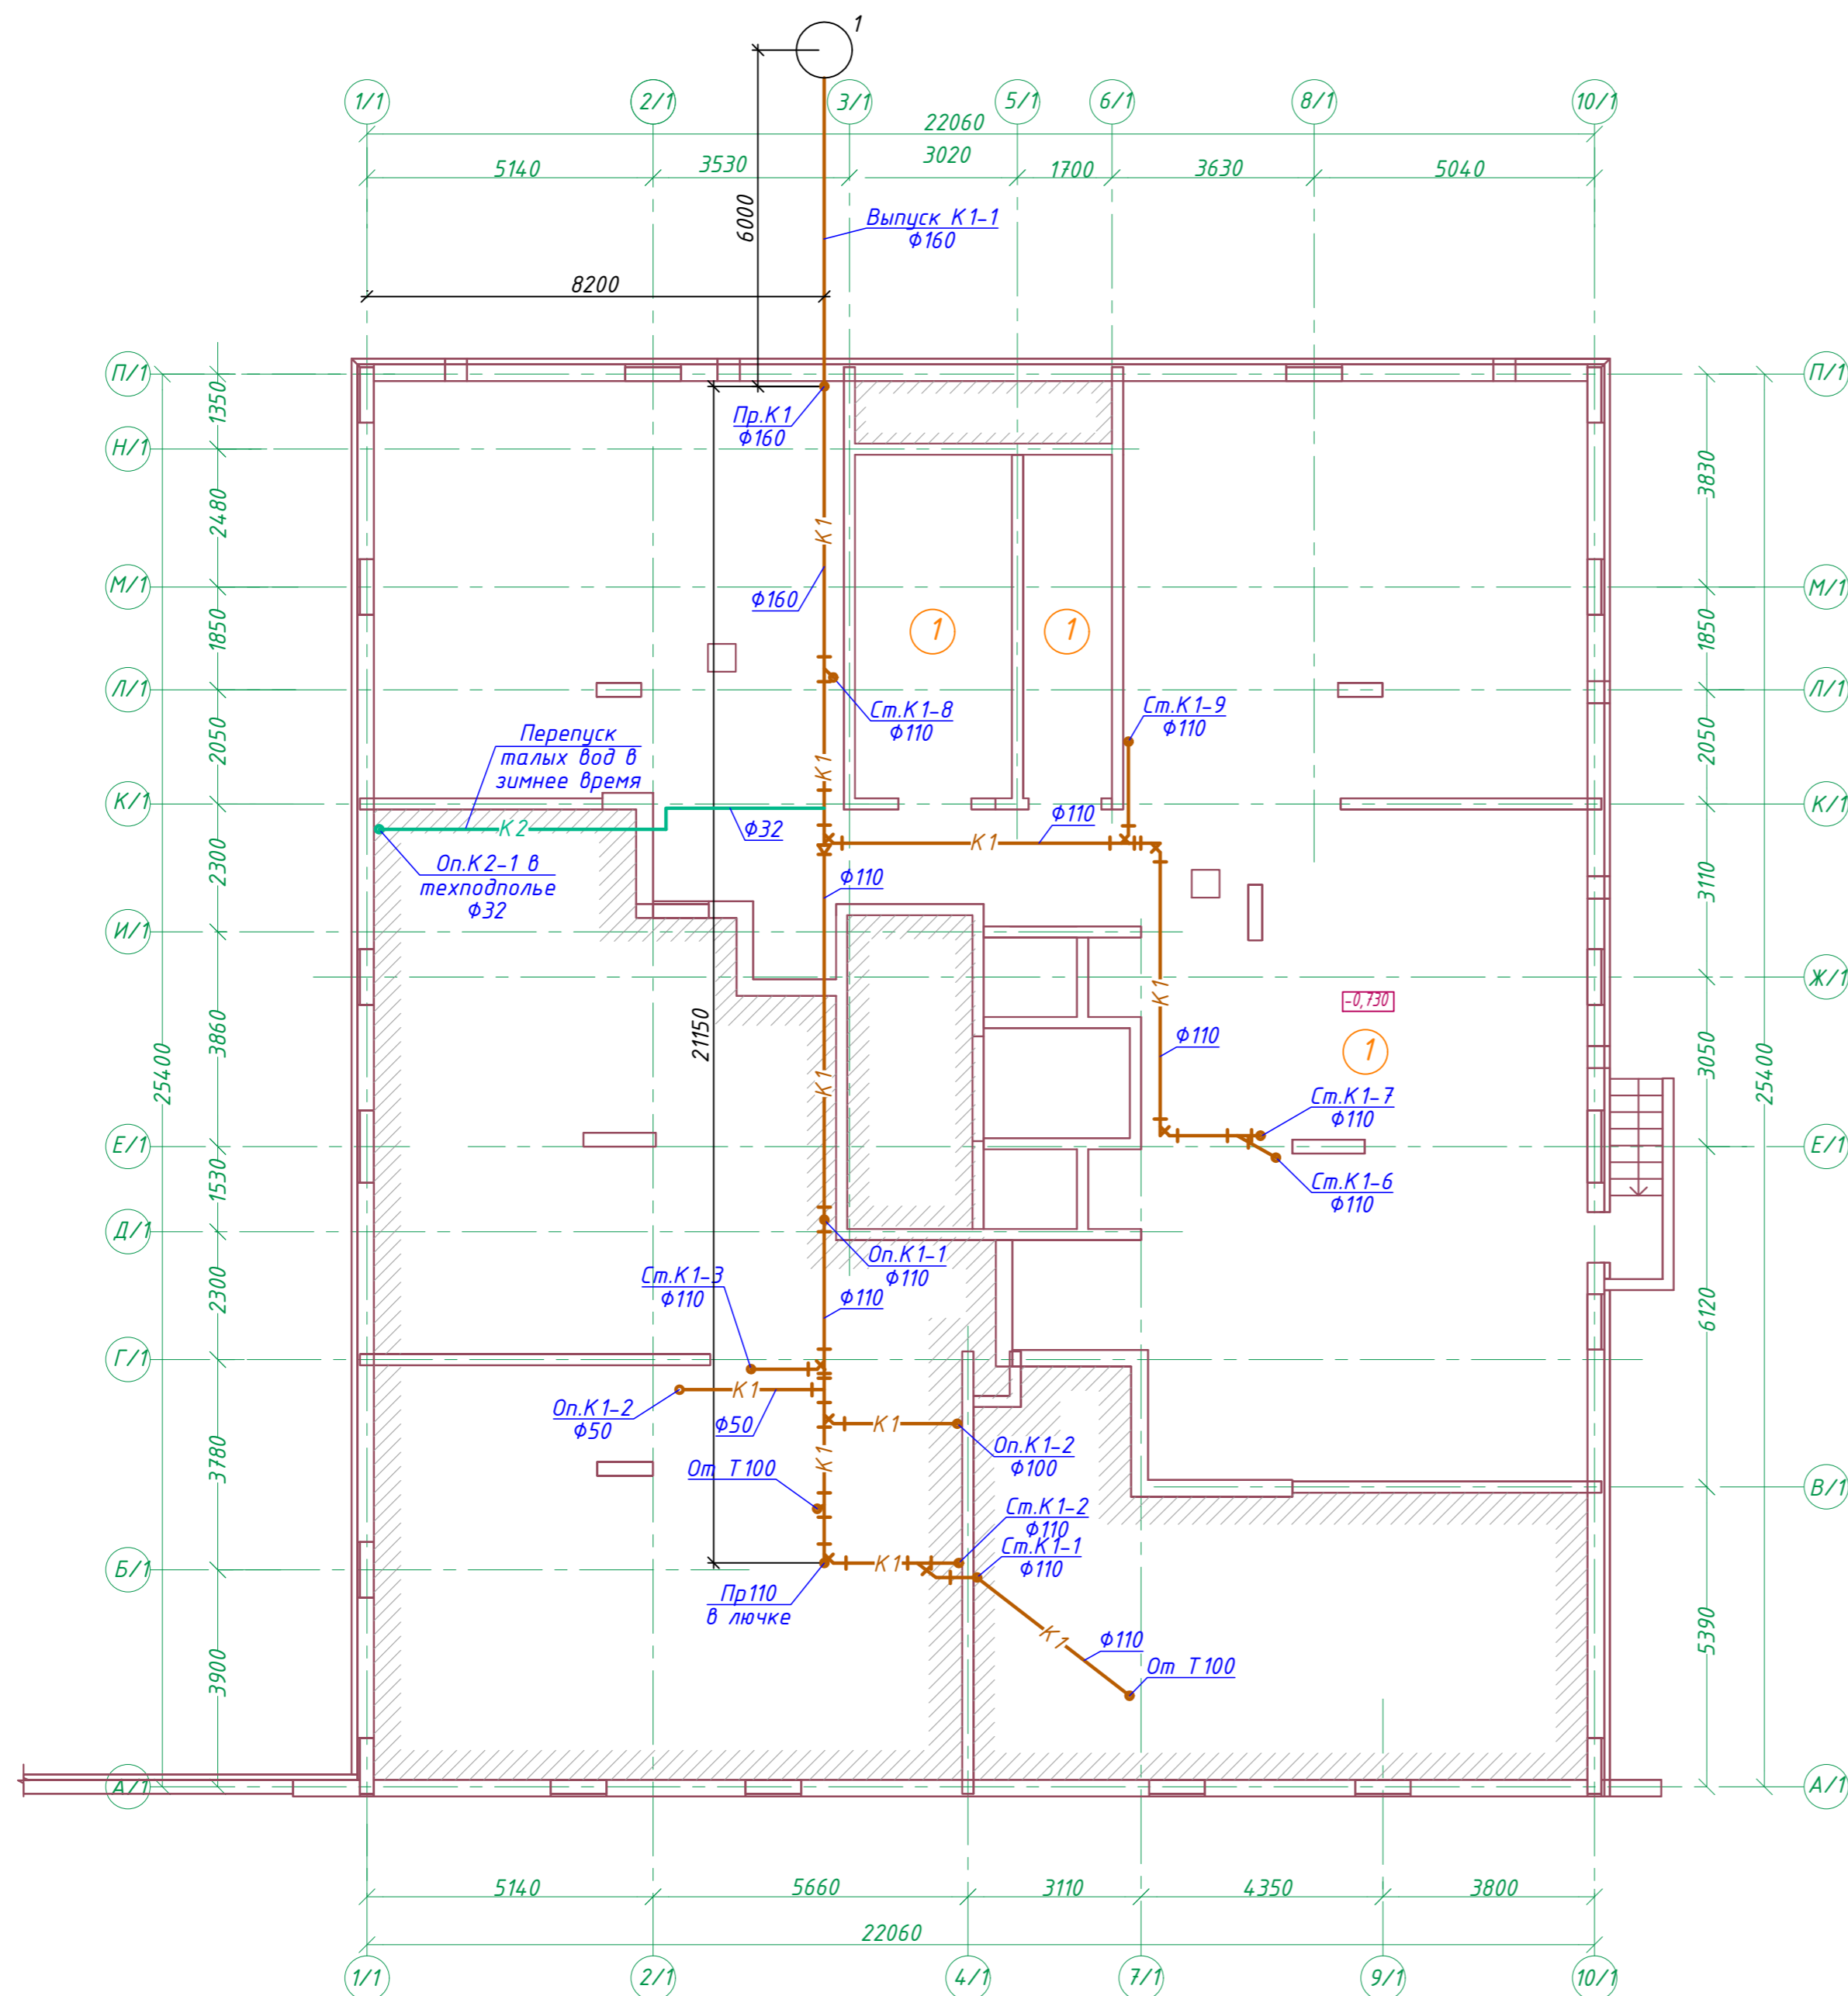 1
1/1
2/1
3/1
5/1
6/1
8/1
10/1
22060
5140
3530
3020
1700
3630
5040
6000
Выпуск К1-1
Ф160
8200
П/1
П/1
1350
Пр.К1
Ф160
Н/1
3830
2480
К1
М/1
М/1
Ф160
1
1
1850
1850
Л/1
Л/1
Ст.К1-8
Ф110
Ст.К1-9
Ф110
2050
2050
Перепуск
талых вод в
зимнее время
К1
К/1
К/1
К2
Ф32
К1
Ф110
2300
Оп.К2-1 в
техподполье
Ф32
Ф110
3110
И/1
Ж/1
К1
-0,730
3860
21150
1
Ф110
3050
25400
25400
К1
Ст.К1-7
Ф110
Е/1
Е/1
1530
Ст.К1-6
Ф110
Д/1
Оп.К1-1
Ф110
2300
Ст.К1-3
Ф110
Ф110
6120
Г/1
К1
Оп.К1-2
Ф50
Ф50
К1
Оп.К1-2
Ф100
3780
К1
От Т100
В/1
Ст.К1-2
Ф110
Ст.К1-1
Ф110
Б/1
К1
Пр110
в лючке
К1
Ф110
5390
3900
От Т100
А/1
А/1
5140
5660
3110
4350
3800
22060
1/1
2/1
4/1
7/1
9/1
10/1